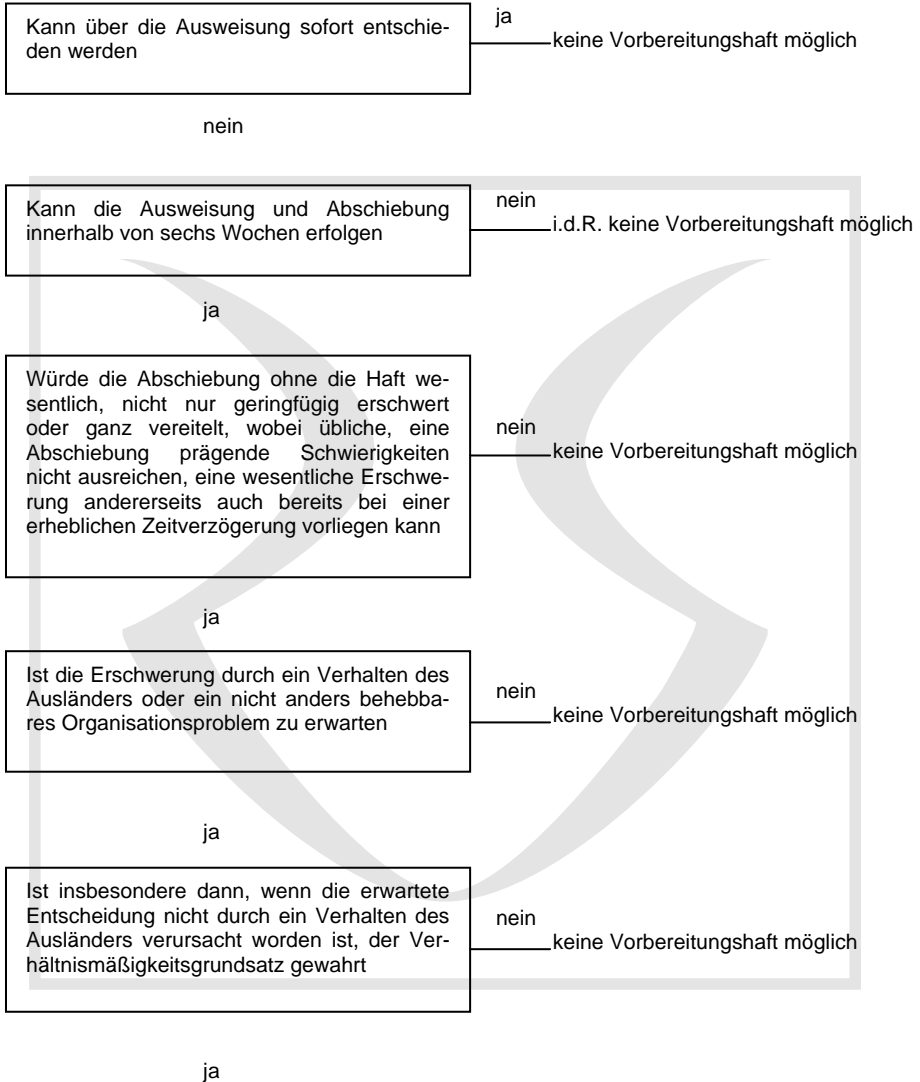 Kann über die Ausweisung sofort entschie-
den werden
ja
keine Vorbereitungshaft möglich
nein
Kann die Ausweisung und Abschiebung
innerhalb von sechs Wochen erfolgen
nein
i.d.R. keine Vorbereitungshaft möglich
ja
Würde die Abschiebung ohne die Haft we-
sentlich, nicht nur geringfügig erschwert
oder ganz vereitelt, wobei übliche, eine
Abschiebung prägende Schwierigkeiten
nicht ausreichen, eine wesentliche Erschwe-
rung andererseits auch bereits bei einer
erheblichen Zeitverzögerung vorliegen kann
nein
keine Vorbereitungshaft möglich
ja
Ist die Erschwerung durch ein Verhalten des
Ausländers oder ein nicht anders behebba-
res Organisationsproblem zu erwarten
nein
keine Vorbereitungshaft möglich
ja
Ist insbesondere dann, wenn die erwartete
Entscheidung nicht durch ein Verhalten des
Ausländers verursacht worden ist, der Ver-
hältnismäßigkeitsgrundsatz gewahrt
nein
keine Vorbereitungshaft möglich
ja